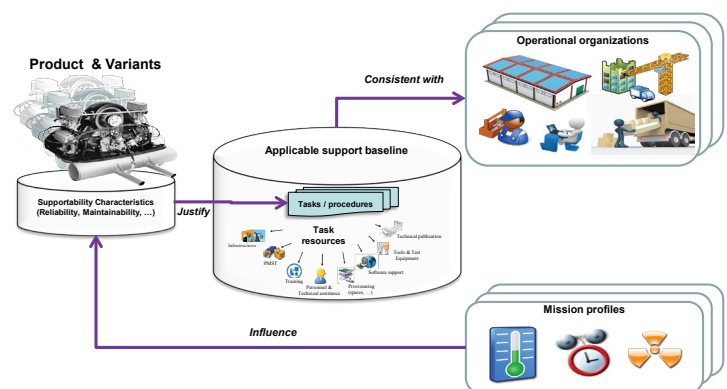 Operational organizations
Product & Variants
Consistent with
Applicable support baseline
Supportability Characteristics
(Reliability, Maintainability, …)
Justify
Tasks / procedures
Task
resources
Technical publication
Infrastructures
Tools & Test
Equipment
PMST
Software support
Training
Personnel &
Technical assistance
Provisioning
(spares, …)
Mission profiles
Influence